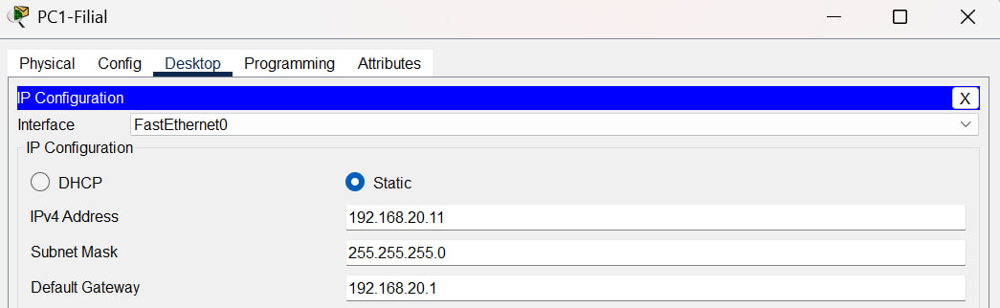 PC1-Filial
Physical Config Desktop Programming Attributes
IP Configuration X
Interface FastEthernet0
IP Configuration
DHCP Static
IPv4 Address 192.168.20.11
Subnet Mask 255.255.255.0
Default Gateway 192.168.20.1